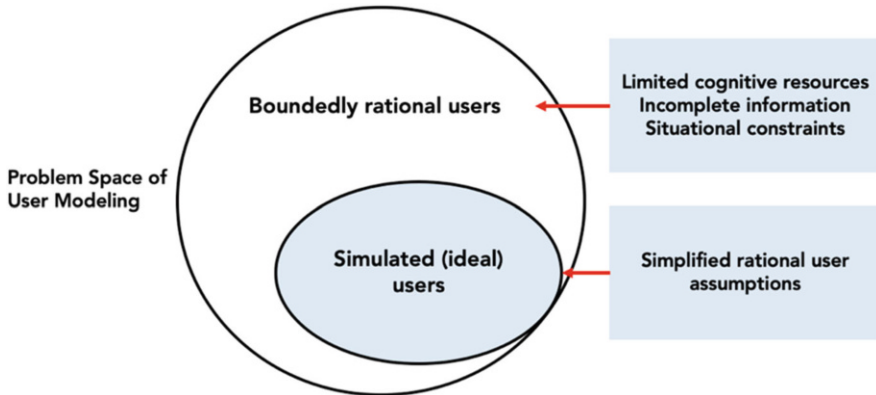 Boundedly rational users
Limited cognitive resources
Incomplete information
Situational constraints
Problem Space of
User Modeling
Simulated (ideal)
users
Simplified rational user
assumptions